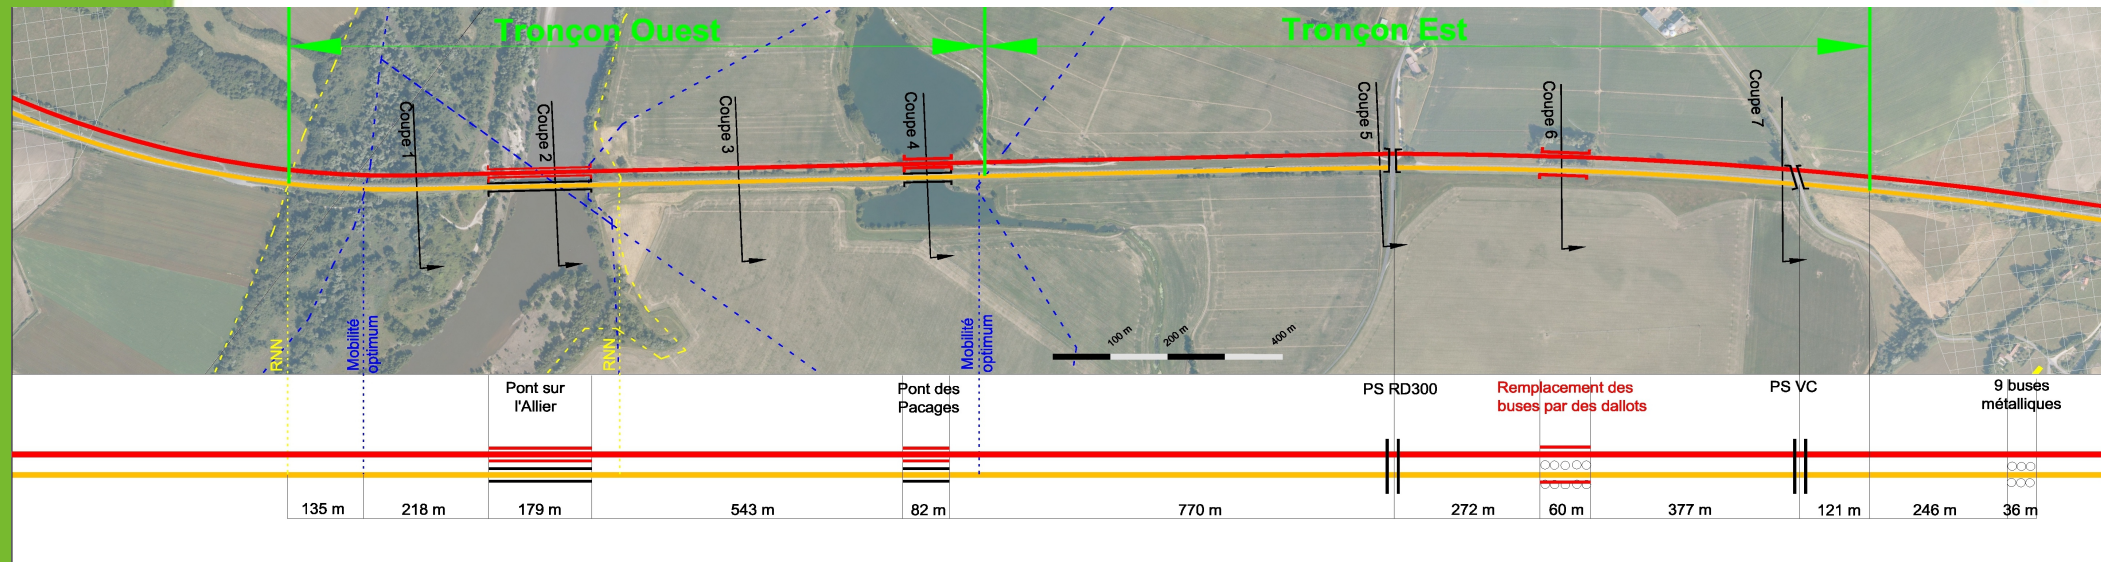 Tronçon Ouest
Tronçon Est
Coupe 1
Coupe 2
Coupe 3
Coupe 4
Coupe 5
Coupe 6
Coupe 7
RNN
Mobilité
optimum
RNN
Mobilité
optimum
100 m
200 m
400 m
Pont sur
l'Allier
Pont des
Pacages
PS RD300
Remplacement des
buses par des dallots
PS VC
9 buses
métalliques
135 m
218 m
179 m
543 m
82 m
770 m
272 m
60 m
377 m
121 m
246 m
36 m